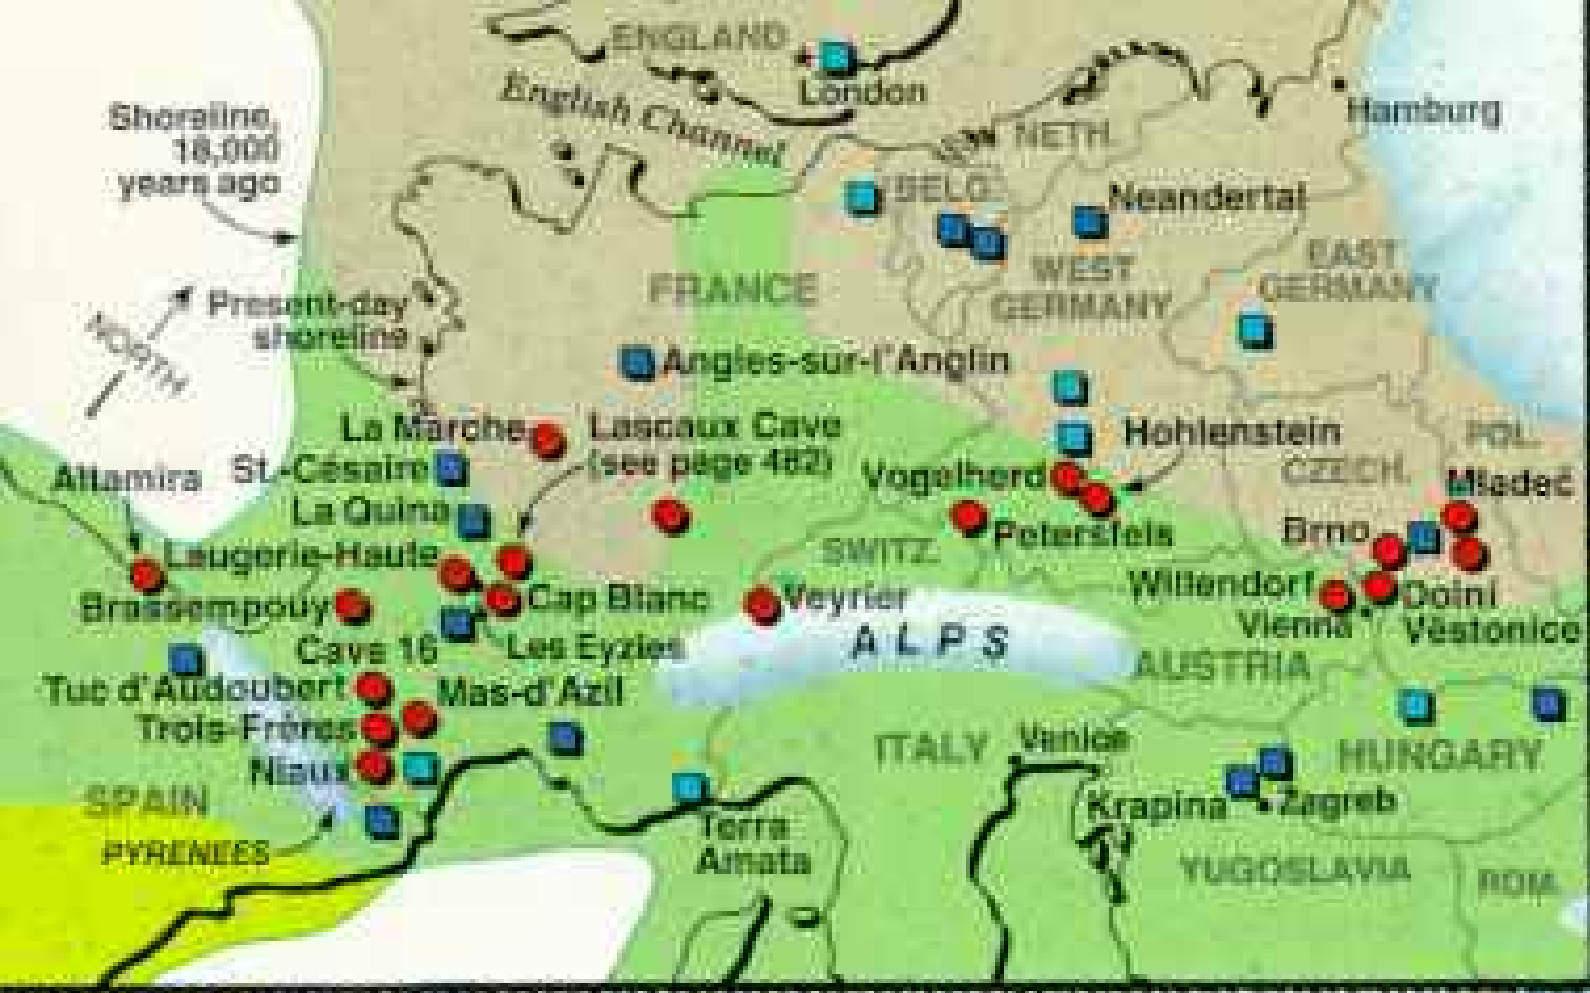 ENGLAND
London
English Channel
Hamburg
Shoreline,
18,000
years ago
NETH.
BELG.
Neandertal
EAST
GERMANY
WEST
GERMANY
FRANCE
Present-day
shoreline
NORTH
Angles-sur-l'Anglin
La Marche
Lascaux Cave
(see page 482)
Hohlenstein
POL.
CZECH.
Altamira
St.-Césaire
Vogelherd
Mladeč
La Quina
Petersfels
Brno
Laugerie-Haute
SWITZ.
Willendorf
Dolní
Věstonice
Brassempouy
Cap Blanc
Veyrier
Vienna
Cave 16
Les Eyzies
ALPS
AUSTRIA
Tuc d'Audoubert
Mas-d'Azil
Trois-Frères
ITALY
Venice
HUNGARY
Niaux
SPAIN
Krapina
Zagreb
PYRENEES
Terra
Amata
YUGOSLAVIA
ROM.